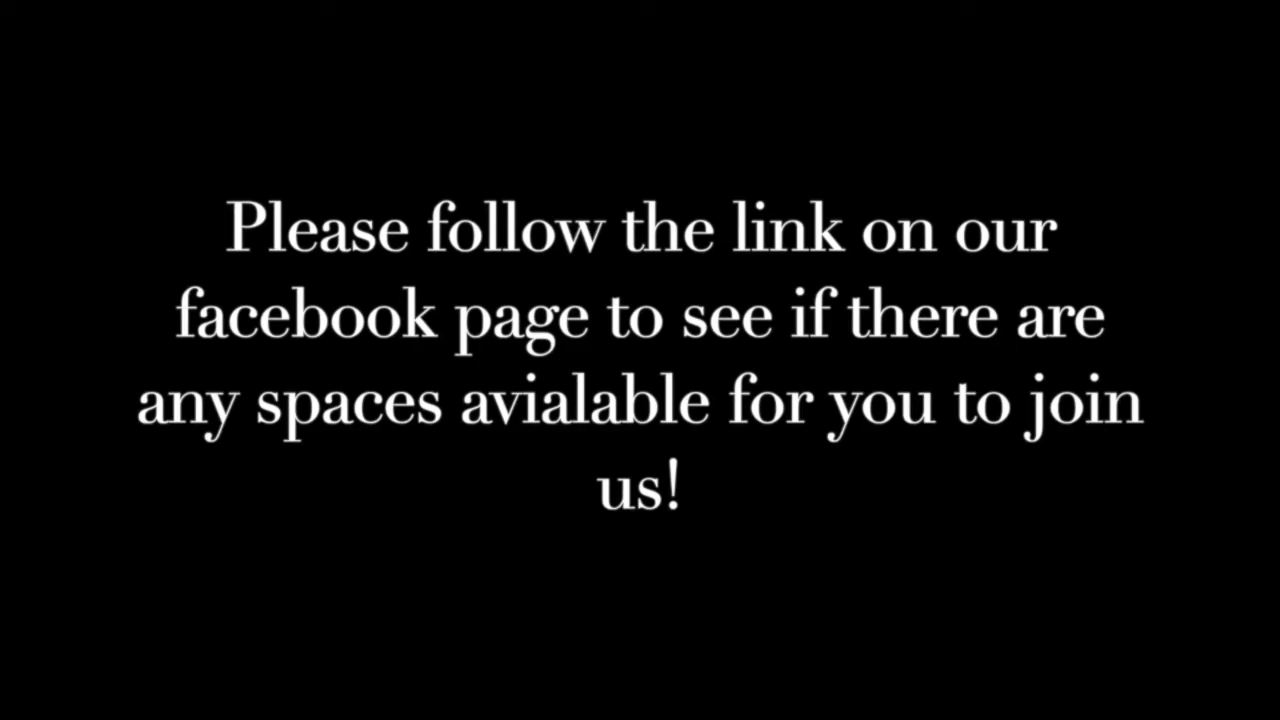 Please follow the link on our
facebook page to see if there are
any spaces avialable for you to join
us!